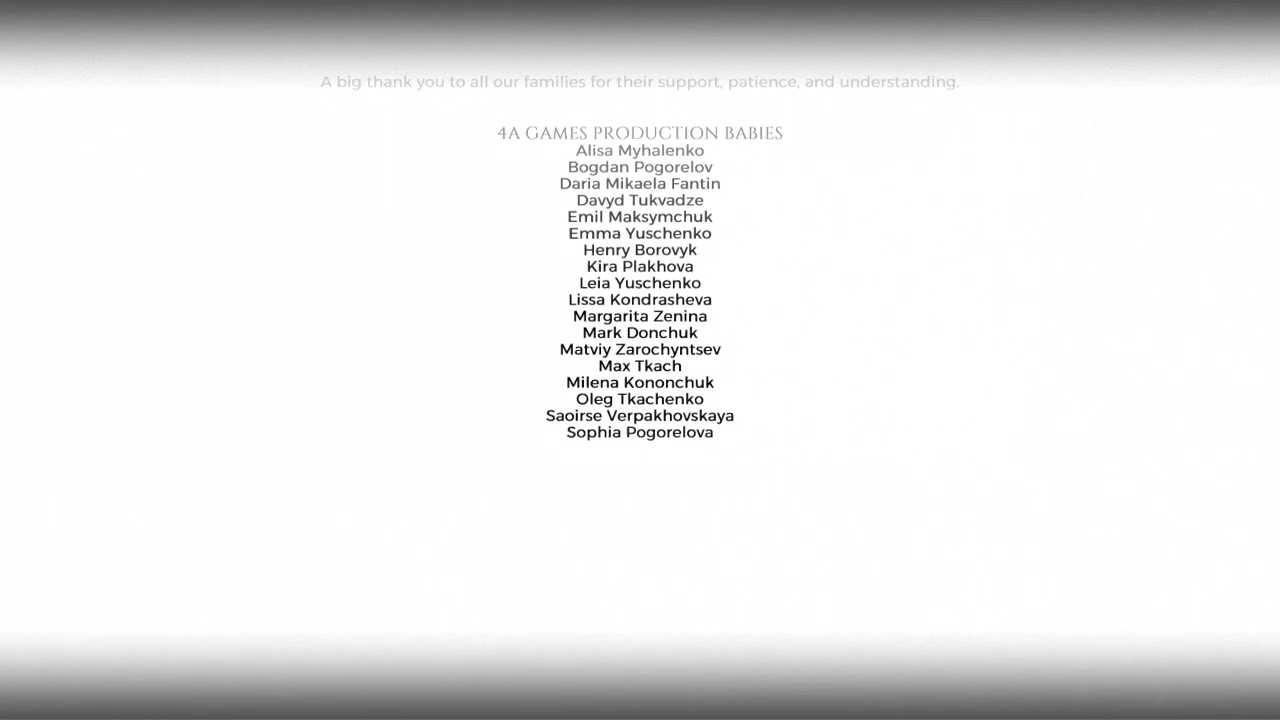 A big thank you to all our families for their support, patience, and understanding.
4A GAMES PRODUCTION BABIES
Alisa Myhalenko
Bogdan Pogorelov
Daria Mikaela Fantin
Davyd Tukvadze
Emil Maksymchuk
Emma Yuschenko
Henry Borovyk
Kira Plakhova
Leia Yuschenko
Lissa Kondrasheva
Margarita Zenina
Mark Donchuk
Matviy Zarochyntsev
Max Tkach
Milena Kononchuk
Oleg Tkachenko
Saoirse Verpakhovskaya
Sophia Pogorelova